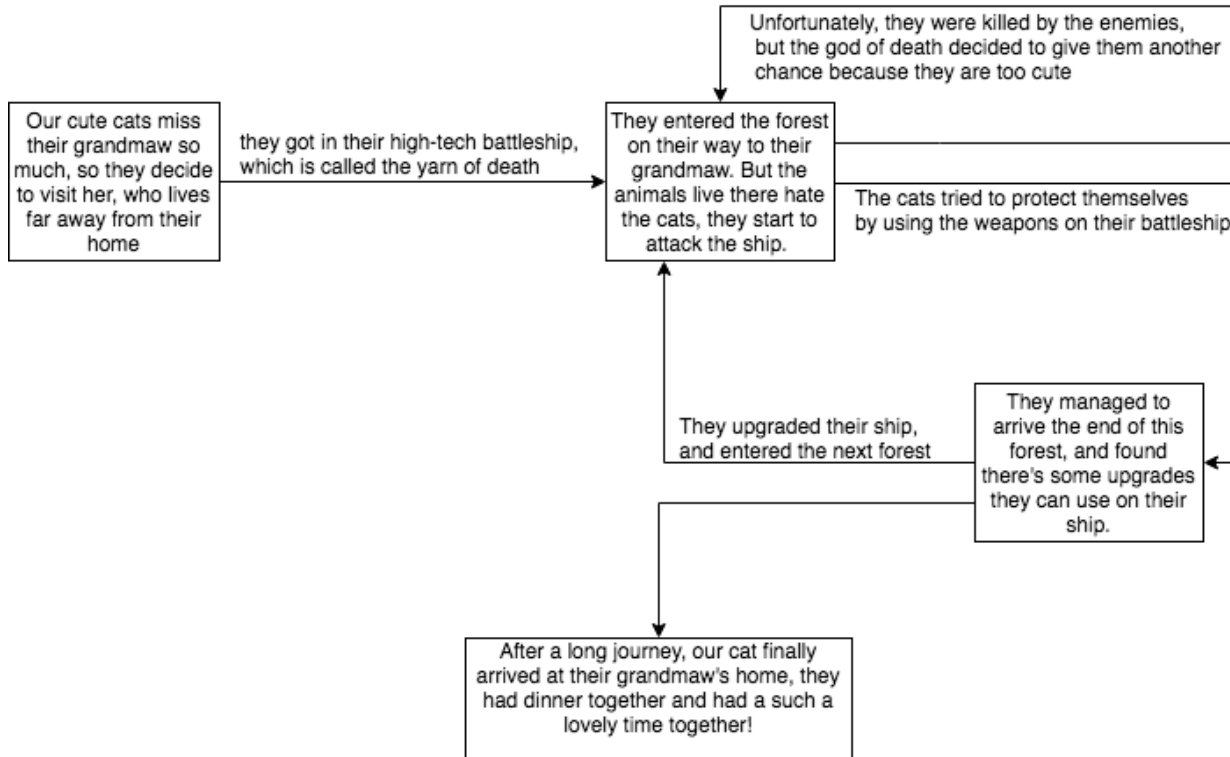 Unfortunately, they were killed by the enemies,
but the god of death decided to give them another
chance because they are too cute
Our cute cats miss
their grandmaw so
much, so they decide
to visit her, who lives
far away from their
home
they got in their high-tech battleship,
which is called the yarn of death
They entered the forest
on their way to their
grandmaw. But the
animals live there hate
the cats, they start to
attack the ship.
The cats tried to protect themselves
by using the weapons on their battleship
They managed to
arrive the end of this
forest, and found
there's some upgrades
they can use on their
ship.
They upgraded their ship,
and entered the next forest
After a long journey, our cat finally
arrived at their grandmaw's home, they
had dinner together and had a such a
lovely time together!